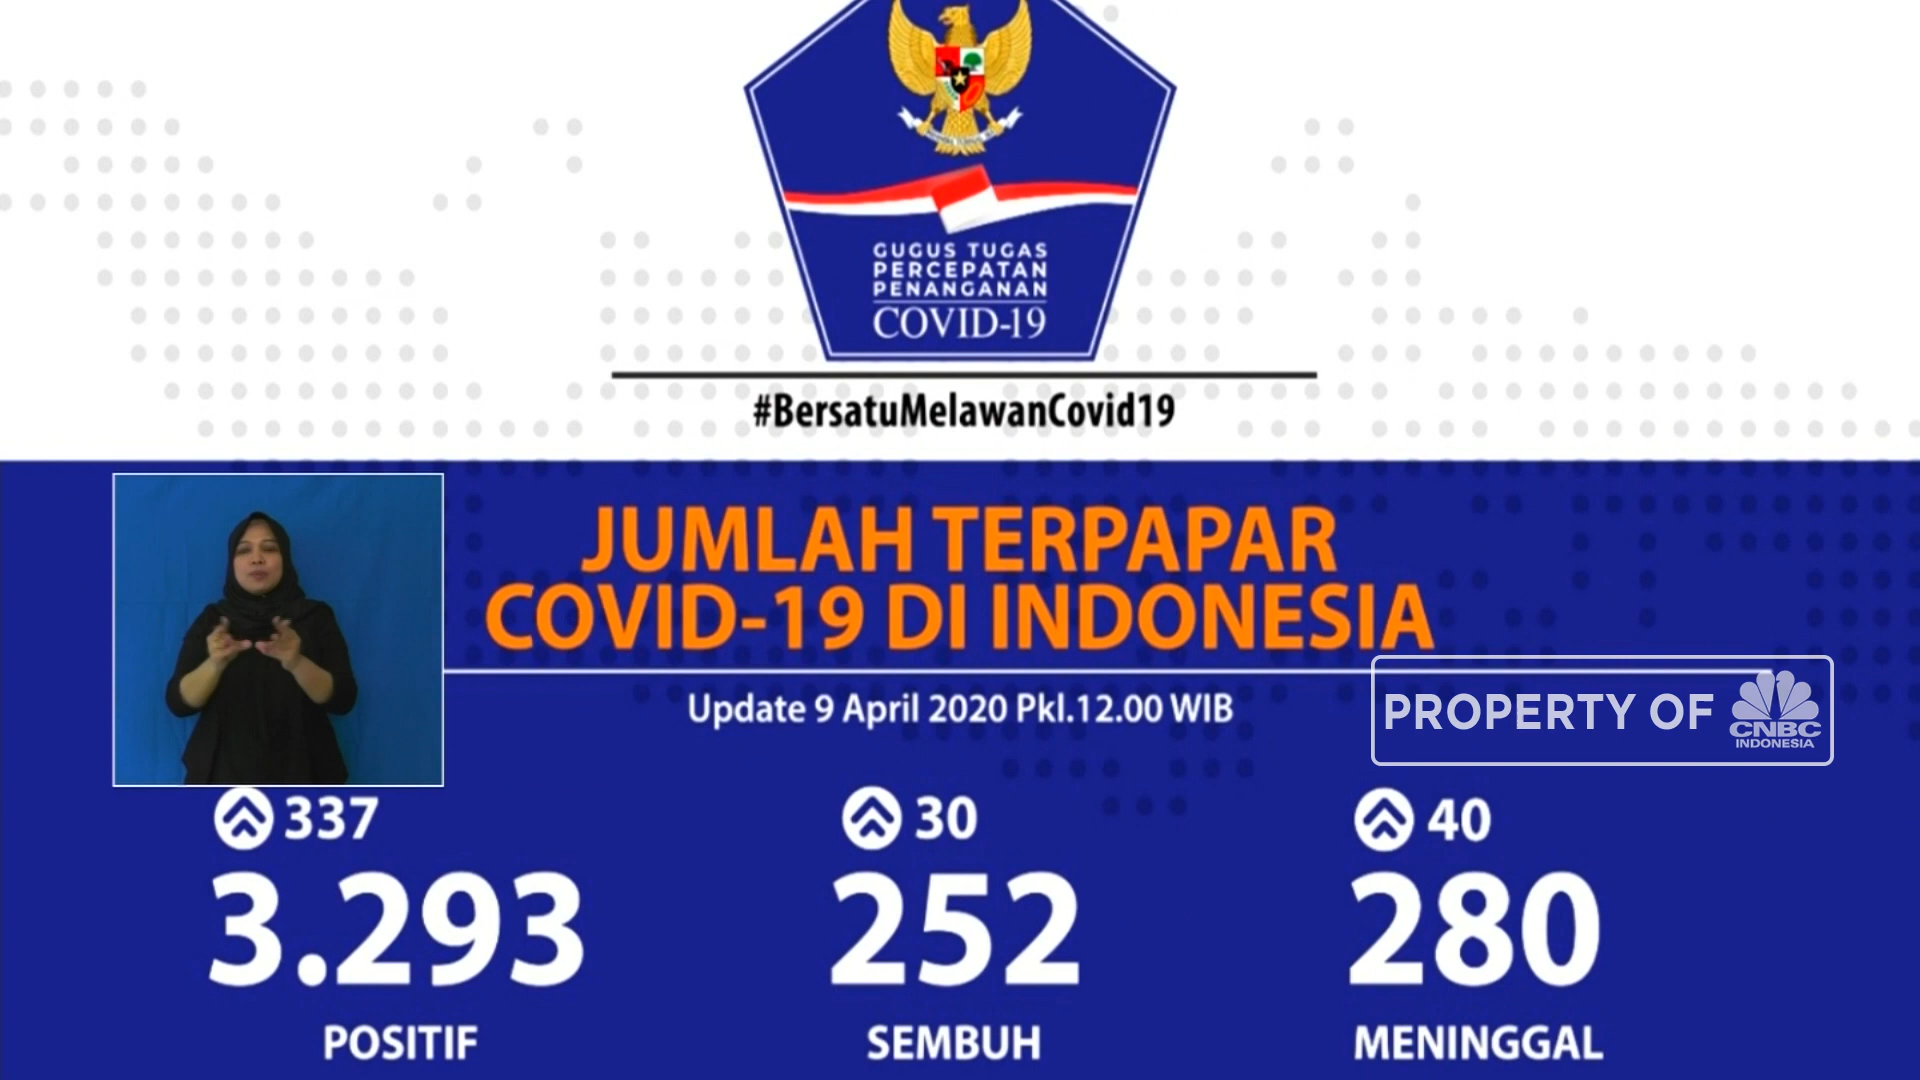 GUGUS TUGAS
PERCEPATAN
PENANGANAN
COVID-19
#BersatuMelawanCovid19
JUMLAH TERPAPAR
COVID-19 DI INDONESIA
Update 9 April 2020 Pkl.12.00 WIB
PROPERTY OF CNBC
INDONESIA
337
3.293
POSITIF
30
252
SEMBUH
40
280
MENINGGAL